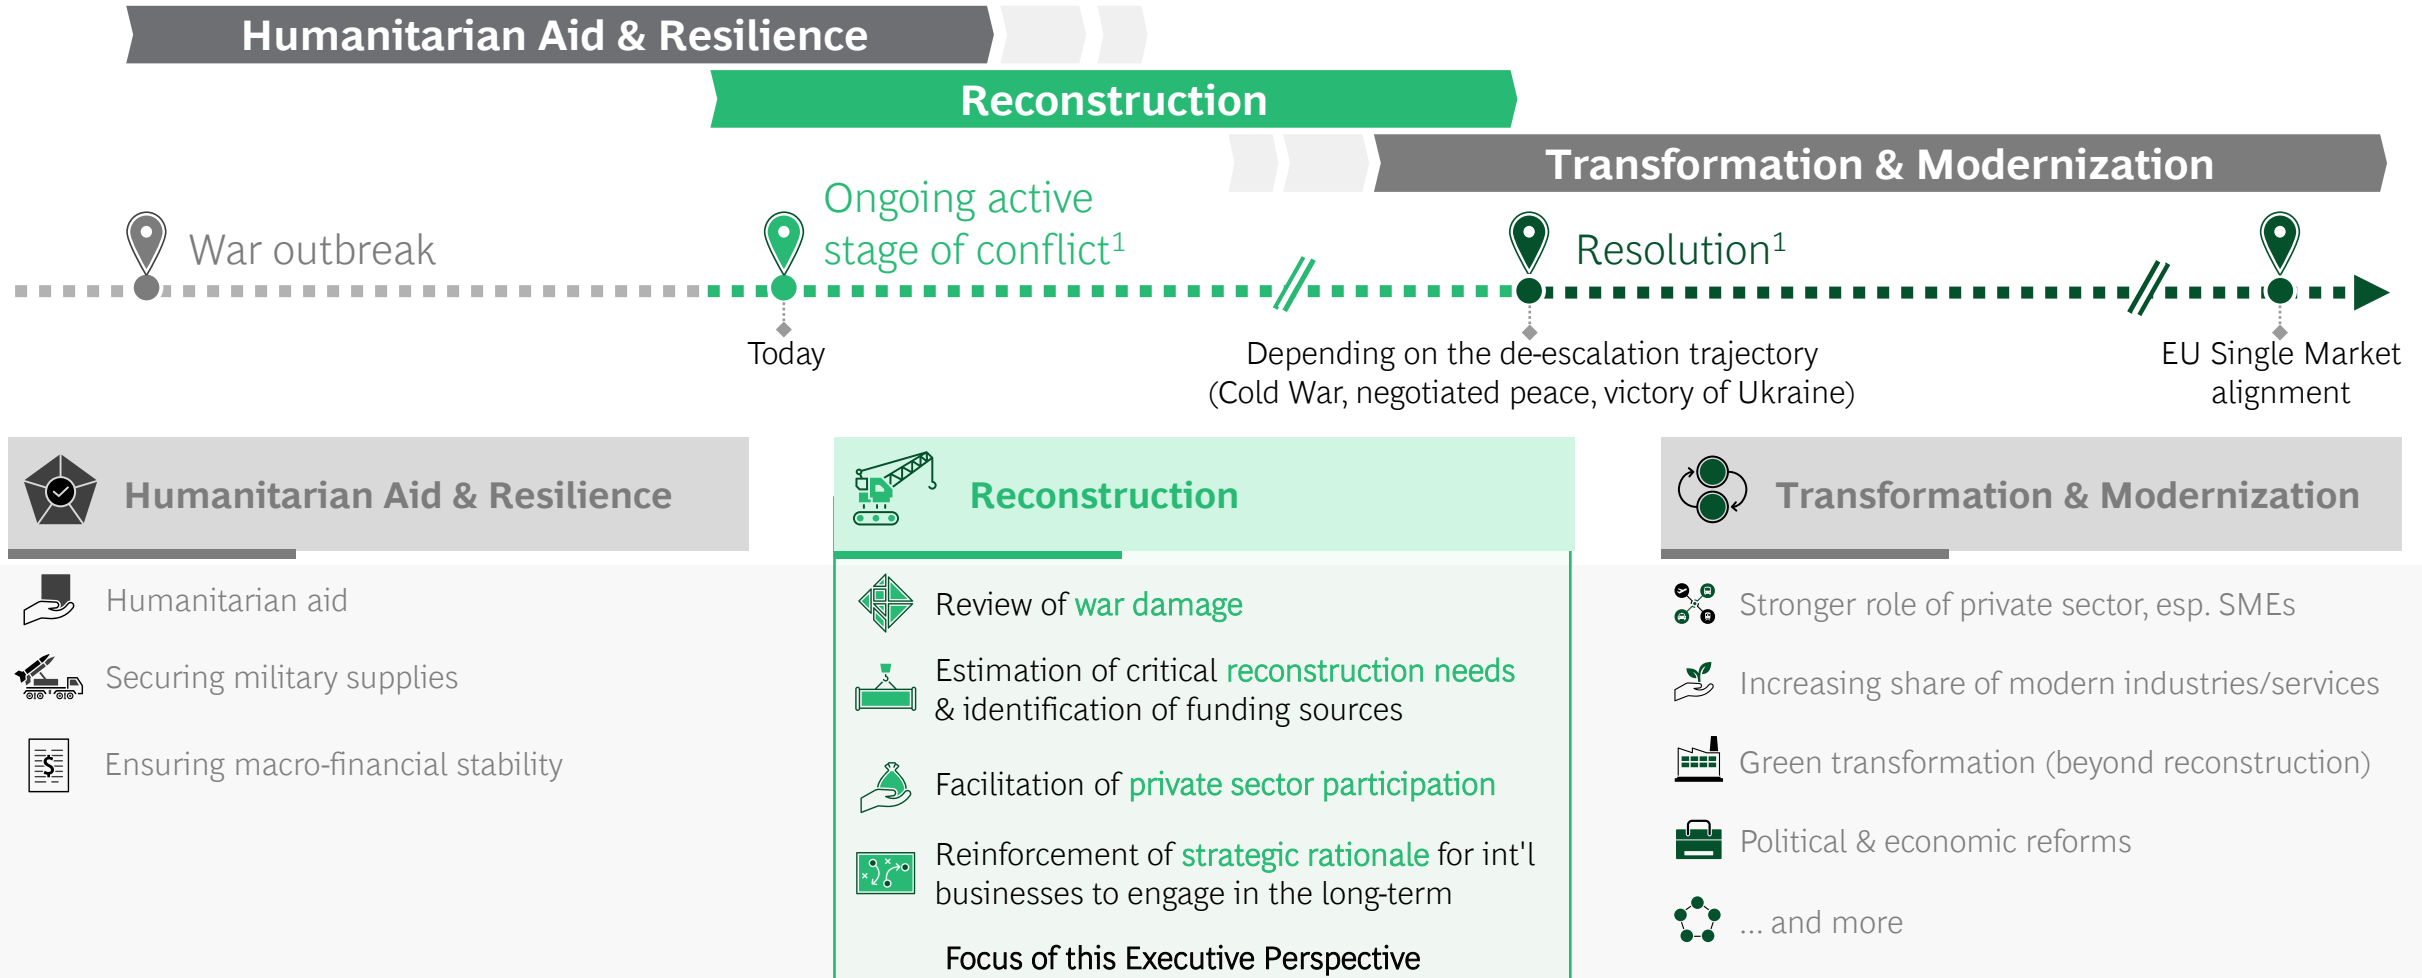 Humanitarian Aid & Resilience
Reconstruction
Transformation & Modernization
War outbreak
Ongoing active
stage of conflict¹
Resolution¹
Today
Depending on the de-escalation trajectory
(Cold War, negotiated peace, victory of Ukraine)
EU Single Market
alignment
Humanitarian Aid & Resilience
Humanitarian aid
Securing military supplies
Ensuring macro-financial stability
Reconstruction
Review of war damage
Estimation of critical reconstruction needs
& identification of funding sources
Facilitation of private sector participation
Reinforcement of strategic rationale for int'l
businesses to engage in the long-term
Focus of this Executive Perspective
Transformation & Modernization
Stronger role of private sector, esp. SMEs
Increasing share of modern industries/services
Green transformation (beyond reconstruction)
Political & economic reforms
... and more